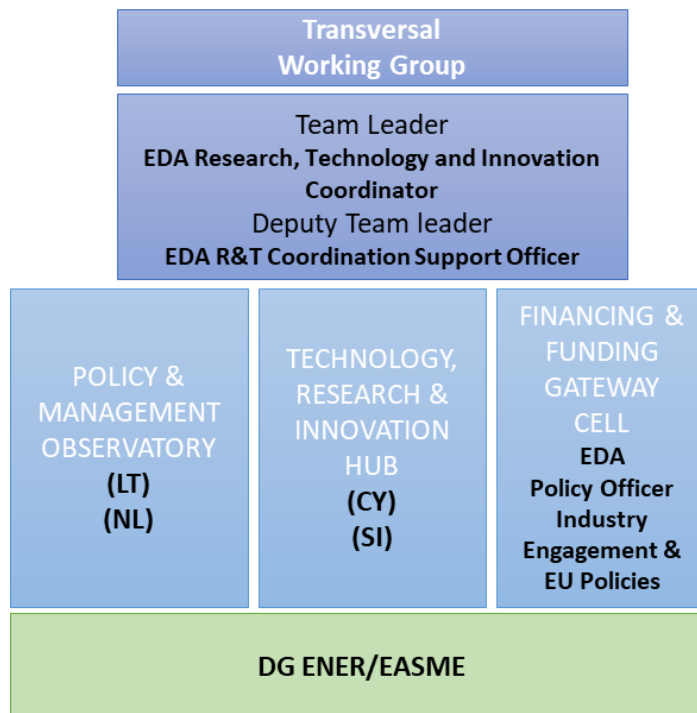 Transversal
Working Group
Team Leader
EDA Research, Technology and Innovation
Coordinator
Deputy Team leader
EDA R&T Coordination Support Officer
POLICY &
MANAGEMENT
OBSERVATORY
(LT)
(NL)
TECHNOLOGY,
RESEARCH &
INNOVATION
HUB
(CY)
(SI)
FINANCING &
FUNDING
GATEWAY
CELL
EDA
Policy Officer
Industry
Engagement &
EU Policies
DG ENER/EASME